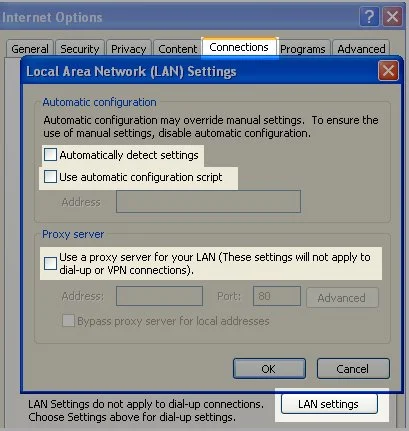 Internet Options
General Security Privacy Content Connections Programs Advanced
Local Area Network (LAN) Settings
Automatic configuration
Automatic configuration may override manual settings. To ensure the
use of manual settings, disable automatic configuration.
Automatically detect settings
Use automatic configuration script
Address
Proxy server
Use a proxy server for your LAN (These settings will not apply to
dial-up or VPN connections).
Address: Port: 80 Advanced
Bypass proxy server for local addresses
OK Cancel
LAN Settings do not apply to dial-up connections.
Choose Settings above for dial-up settings.
LAN settings